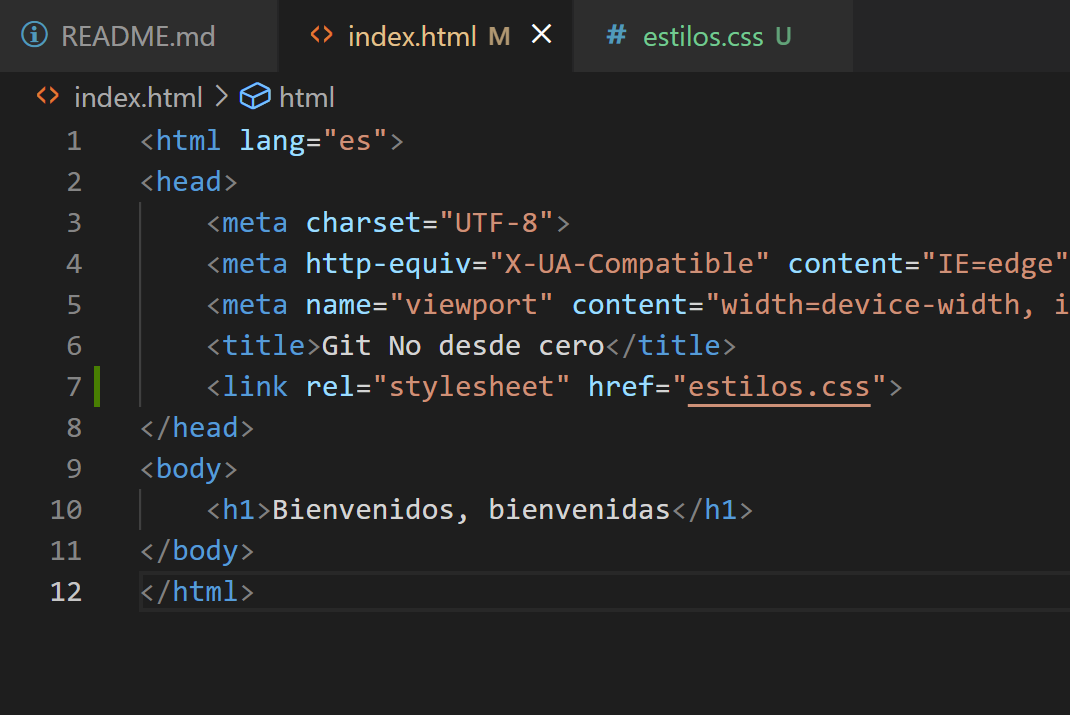 README.md index.html M estilos.css U
index.html html
1 <html lang="es">
2 <head>
3 <meta charset="UTF-8">
4 <meta http-equiv="X-UA-Compatible" content="IE=edge"
5 <meta name="viewport" content="width=device-width, i
6 <title>Git No desde cero</title>
7 <link rel="stylesheet" href="estilos.css">
8 </head>
9 <body>
10 <h1>Bienvenidos, bienvenidas</h1>
11 </body>
12 </html>